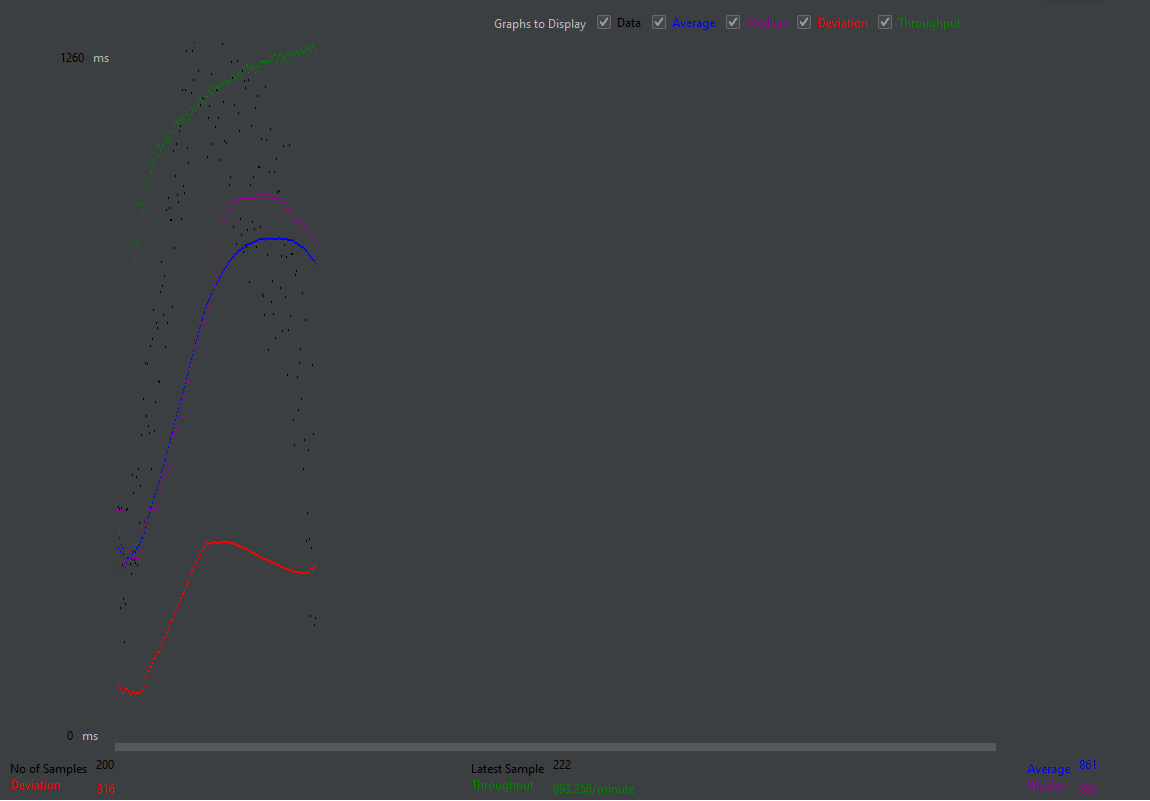 Graphs to Display Data Average Median Deviation Throughput
1260 ms
0 ms
No of Samples 200 Latest Sample 222 Average 861
Deviation 316 Throughput 893.256/minute Median